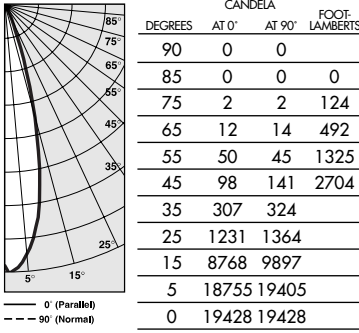 CANDELA
DEGREES AT 0° AT 90° FOOT-LAMBERTS
90 0 0
85 0 0 0
75 2 2 124
65 12 14 492
55 50 45 1325
45 98 141 2704
35 307 324
25 1231 1364
15 8768 9897
5 18755 19405
0 19428 19428
85°
75°
65°
55°
45°
35°
25°
15°
5°
0° (Parallel)
90° (Normal)